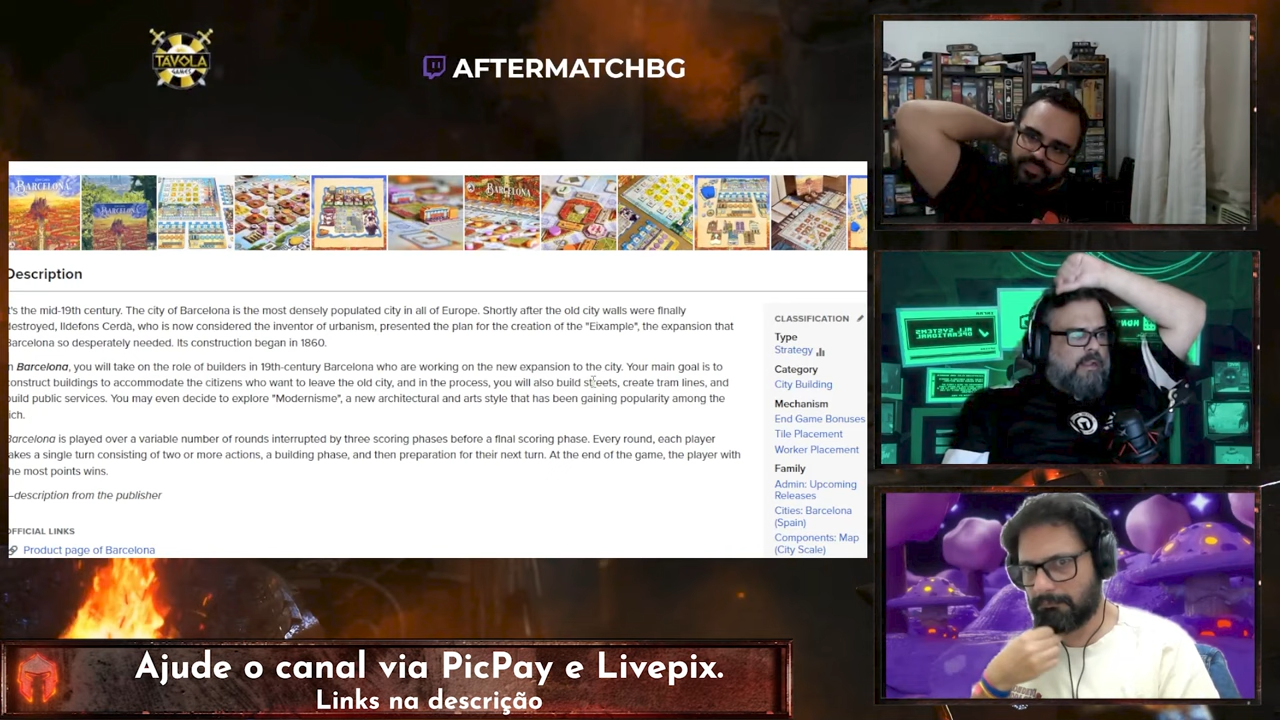 TAVOLA
GAMES
AFTERMATCHBG
BARCELONA
BARCELONA
BARCELONA
Description
t's the mid-19th century. The city of Barcelona is the most densely populated city in all of Europe. Shortly after the old city walls were finally
destroyed, Ildefons Cerdà, who is now considered the inventor of urbanism, presented the plan for the creation of the "Eixample", the expansion that
Barcelona so desperately needed. Its construction began in 1860.
n Barcelona, you will take on the role of builders in 19th-century Barcelona who are working on the new expansion to the city. Your main goal is to
construct buildings to accommodate the citizens who want to leave the old city, and in the process, you will also build streets, create tram lines, and
build public services. You may even decide to explore "Modernisme", a new architectural and arts style that has been gaining popularity among the
rich.
Barcelona is played over a variable number of rounds interrupted by three scoring phases before a final scoring phase. Every round, each player
takes a single turn consisting of two or more actions, a building phase, and then preparation for their next turn. At the end of the game, the player with
the most points wins.
—description from the publisher
OFFICIAL LINKS
Product page of Barcelona
CLASSIFICATION
Type
Strategy
Category
City Building
Mechanism
End Game Bonuses
Tile Placement
Worker Placement
Family
Admin: Upcoming
Releases
Cities: Barcelona
(Spain)
Components: Map
(City Scale)
ALL SYSTEMS
OPERATIONAL
Ajude o canal via PicPay e Livepix.
Links na descrição